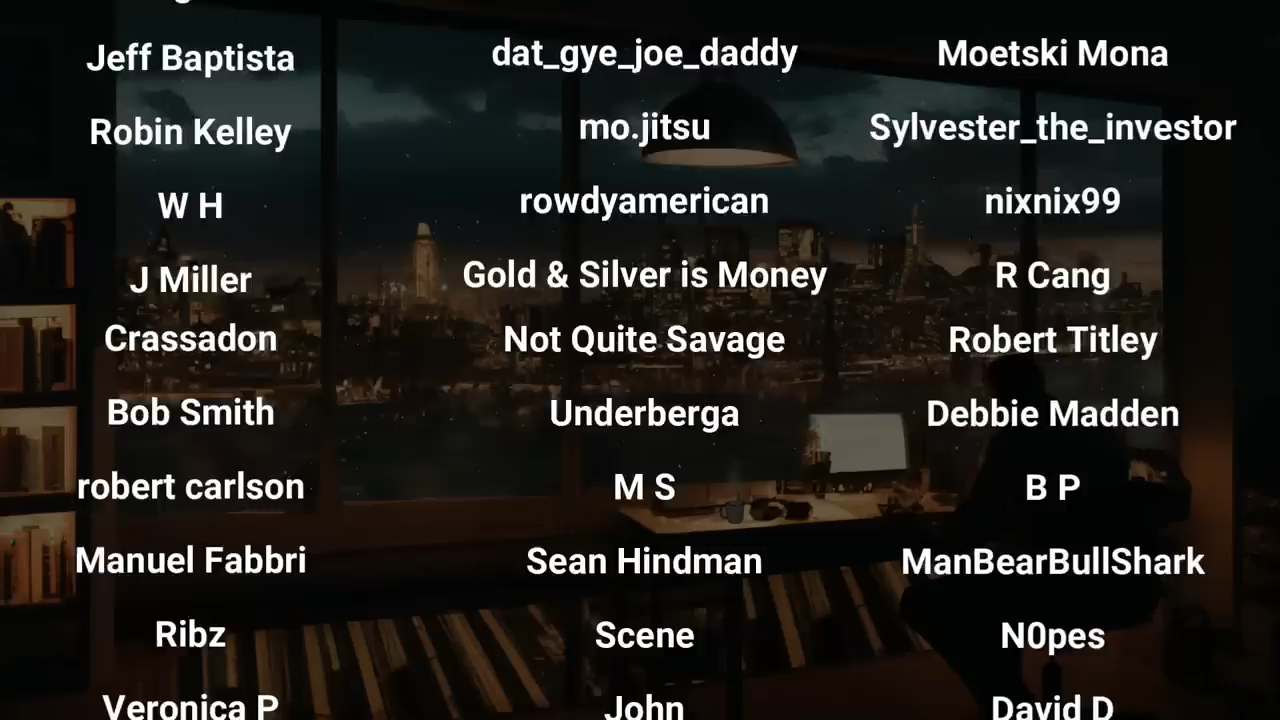 Jeff Baptista
dat_gye_joe_daddy
Moetski Mona
Robin Kelley
mo.jitsu
Sylvester_the_investor
W H
rowdyamerican
nixnix99
J Miller
Gold & Silver is Money
R Cang
Crassadon
Not Quite Savage
Robert Titley
Bob Smith
Underberga
Debbie Madden
robert carlson
M S
B P
Manuel Fabbri
Sean Hindman
ManBearBullShark
Ribz
Scene
N0pes
Veronica P
John
David D